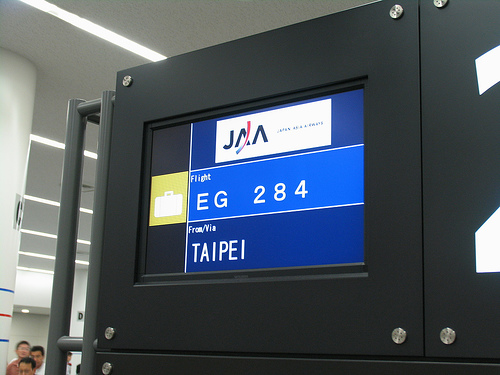 JAA JAPAN ASIA AIRWAYS
Flight
EG 284
From/Via
TAIPEI
D